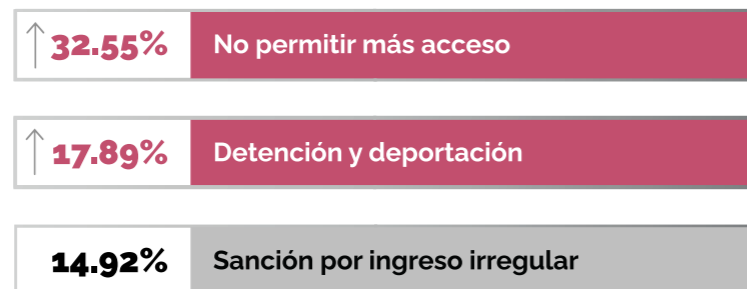 32.55% No permitir más acceso
17.89% Detención y deportación
14.92% Sanción por ingreso irregular